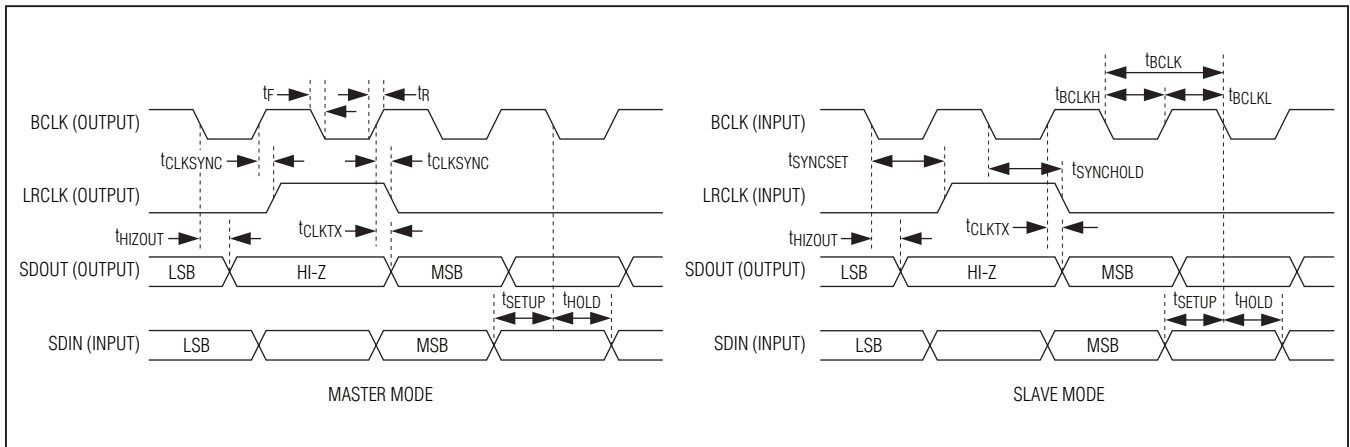 tF
tR
BCLK (OUTPUT)
tCLKSYNC
tCLKSYNC
LRCLK (OUTPUT)
tHIZOUT
tCLKTX
SDOUT (OUTPUT)
LSB
HI-Z
MSB
tSETUP
tHOLD
SDIN (INPUT)
LSB
MSB
MASTER MODE
tBCLK
tBCLKH
tBCLKL
BCLK (INPUT)
tSYNCSET
tSYNCHOLD
LRCLK (INPUT)
tHIZOUT
tCLKTX
SDOUT (OUTPUT)
LSB
HI-Z
MSB
tSETUP
tHOLD
SDIN (INPUT)
LSB
MSB
SLAVE MODE